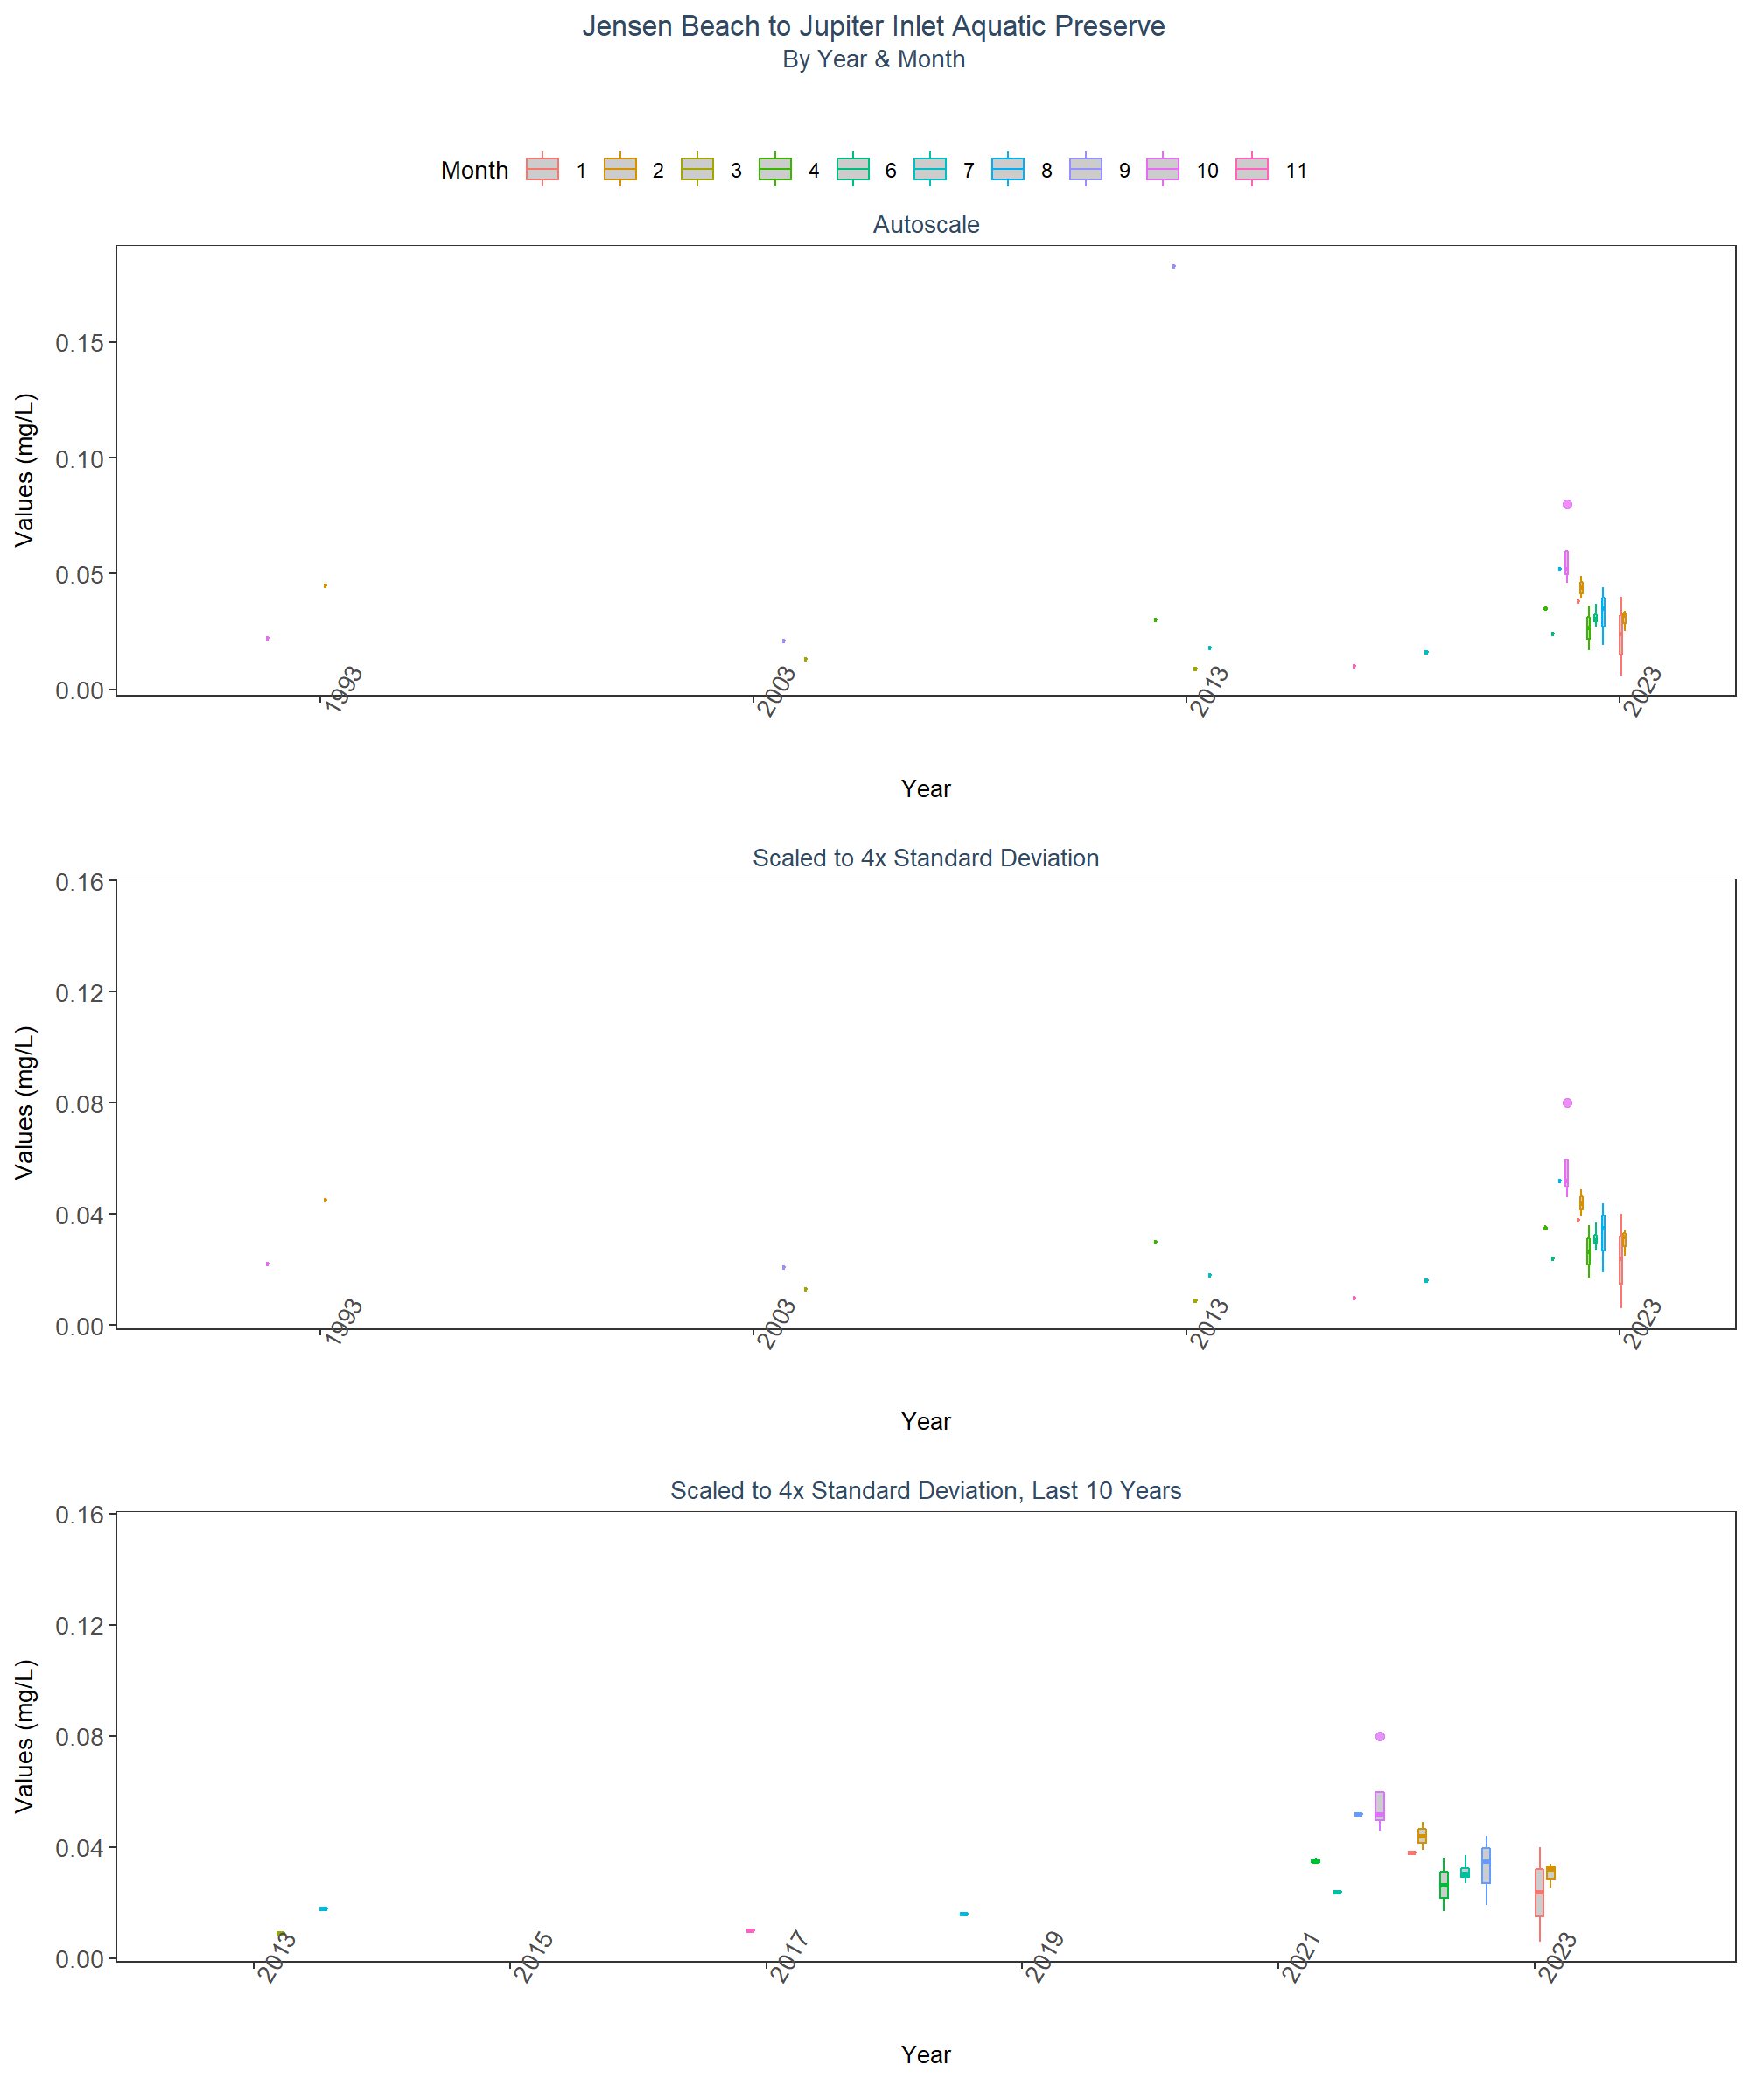 Jensen Beach to Jupiter Inlet Aquatic Preserve
By Year & Month
Month 1 2 3 4 6 7 8 9 10 11
Autoscale
Values (mg/L)
0.15
0.10
0.05
0.00
1993 2003 2013 2023
Year
Scaled to 4x Standard Deviation
Values (mg/L)
0.16
0.12
0.08
0.04
0.00
1993 2003 2013 2023
Year
Scaled to 4x Standard Deviation, Last 10 Years
Values (mg/L)
0.16
0.12
0.08
0.04
0.00
2013 2015 2017 2019 2021 2023
Year